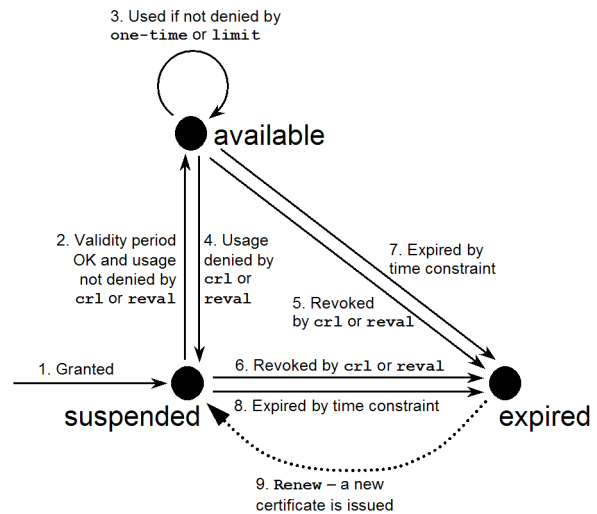 3. Used if not denied by
one-time or limit
available
2. Validity period
OK and usage
not denied by
crl or reval
4. Usage
denied by
crl or
reval
7. Expired by
time constraint
5. Revoked
by crl or reval
1. Granted
6. Revoked by crl or reval
suspended
8. Expired by time constraint
expired
9. Renew – a new
certificate is issued